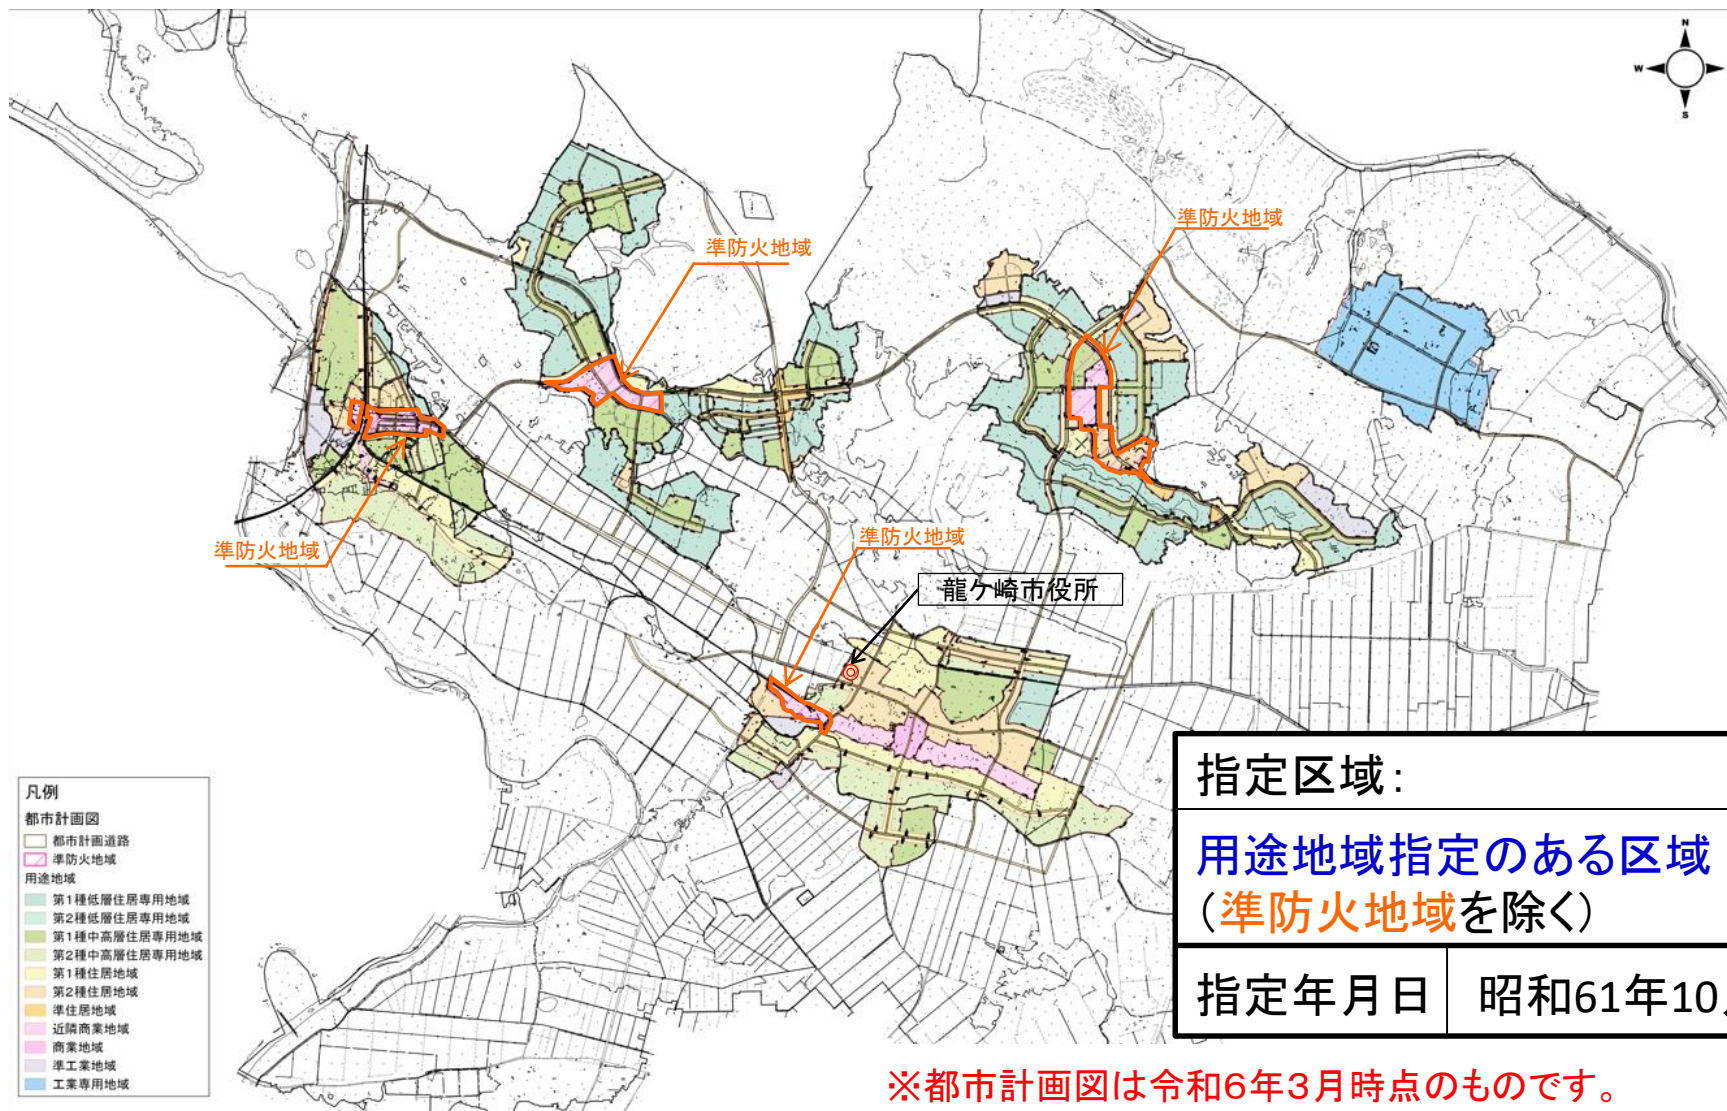 N
W
S
準防火地域
準防火地域
準防火地域
準防火地域
龍ケ崎市役所
凡例
都市計画図
都市計画道路
準防火地域
用途地域
第1種低層住居専用地域
第2種低層住居専用地域
第1種中高層住居専用地域
第2種中高層住居専用地域
第1種住居地域
第2種住居地域
準住居地域
近隣商業地域
商業地域
準工業地域
工業専用地域
指定区域:
用途地域指定のある区域
(準防火地域を除く)
指定年月日 昭和61年10
※都市計画図は令和6年3月時点のものです。